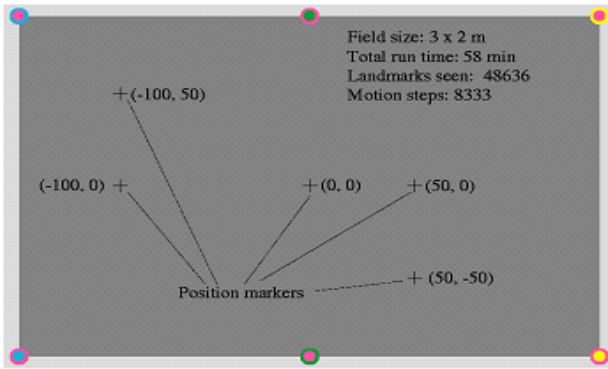 Field size: 3 x 2 m
Total run time: 58 min
Landmarks seen: 48636
Motion steps: 8333
(-100, 50)
(-100, 0)
(0, 0)
(50, 0)
(50, -50)
Position markers